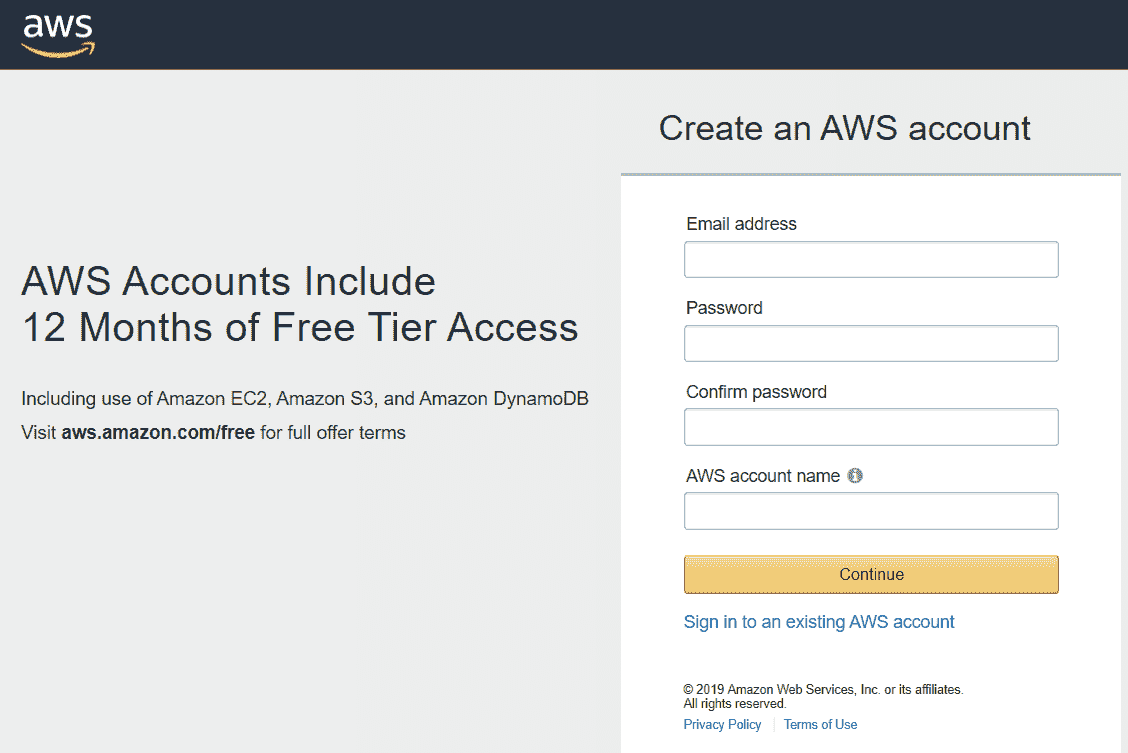 aws
Create an AWS account
AWS Accounts Include
12 Months of Free Tier Access
Including use of Amazon EC2, Amazon S3, and Amazon DynamoDB
Visit aws.amazon.com/free for full offer terms
Email address
Password
Confirm password
AWS account name
Continue
Sign in to an existing AWS account
© 2019 Amazon Web Services, Inc. or its affiliates.
All rights reserved.
Privacy Policy Terms of Use